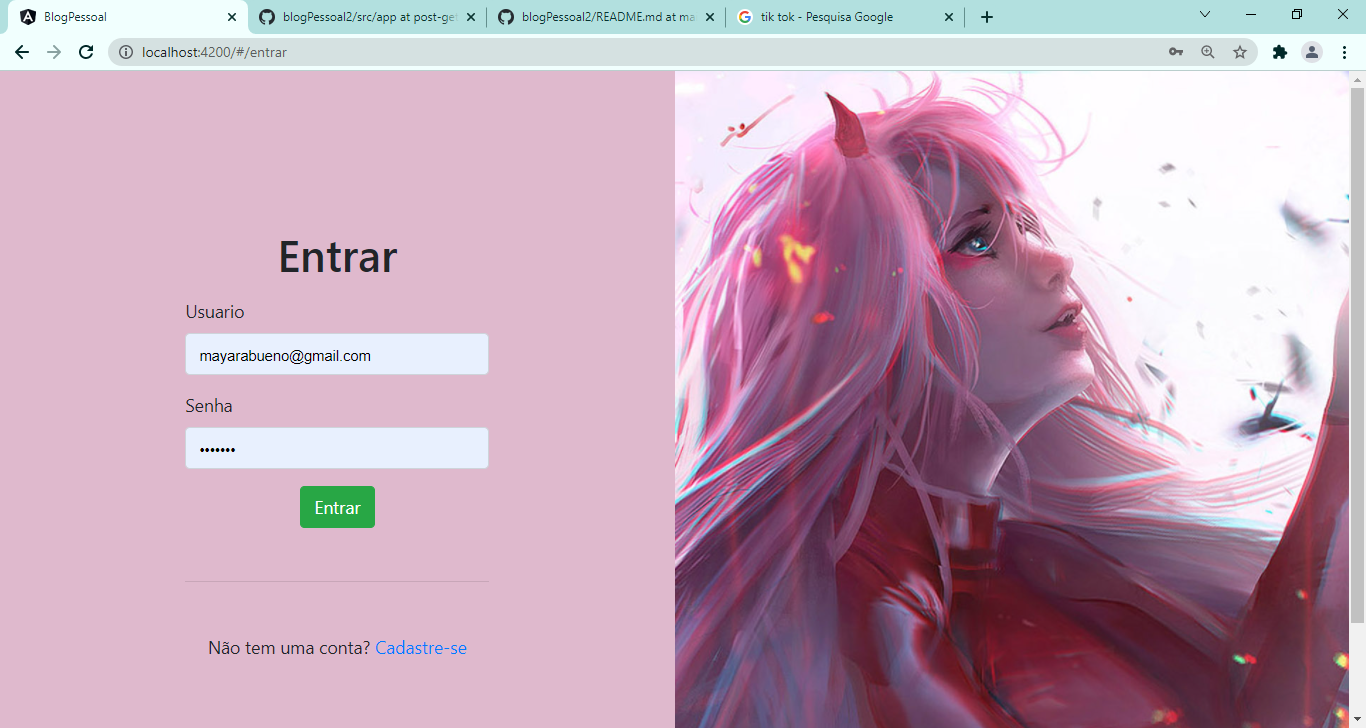 BlogPessoal
blogPessoal2/src/app at post-get
blogPessoal2/README.md at ma
tik tok - Pesquisa Google
localhost:4200/#/entrar
Entrar
Usuario
mayarabueno@gmail.com
Senha
•••••••
Entrar
Não tem uma conta? Cadastre-se